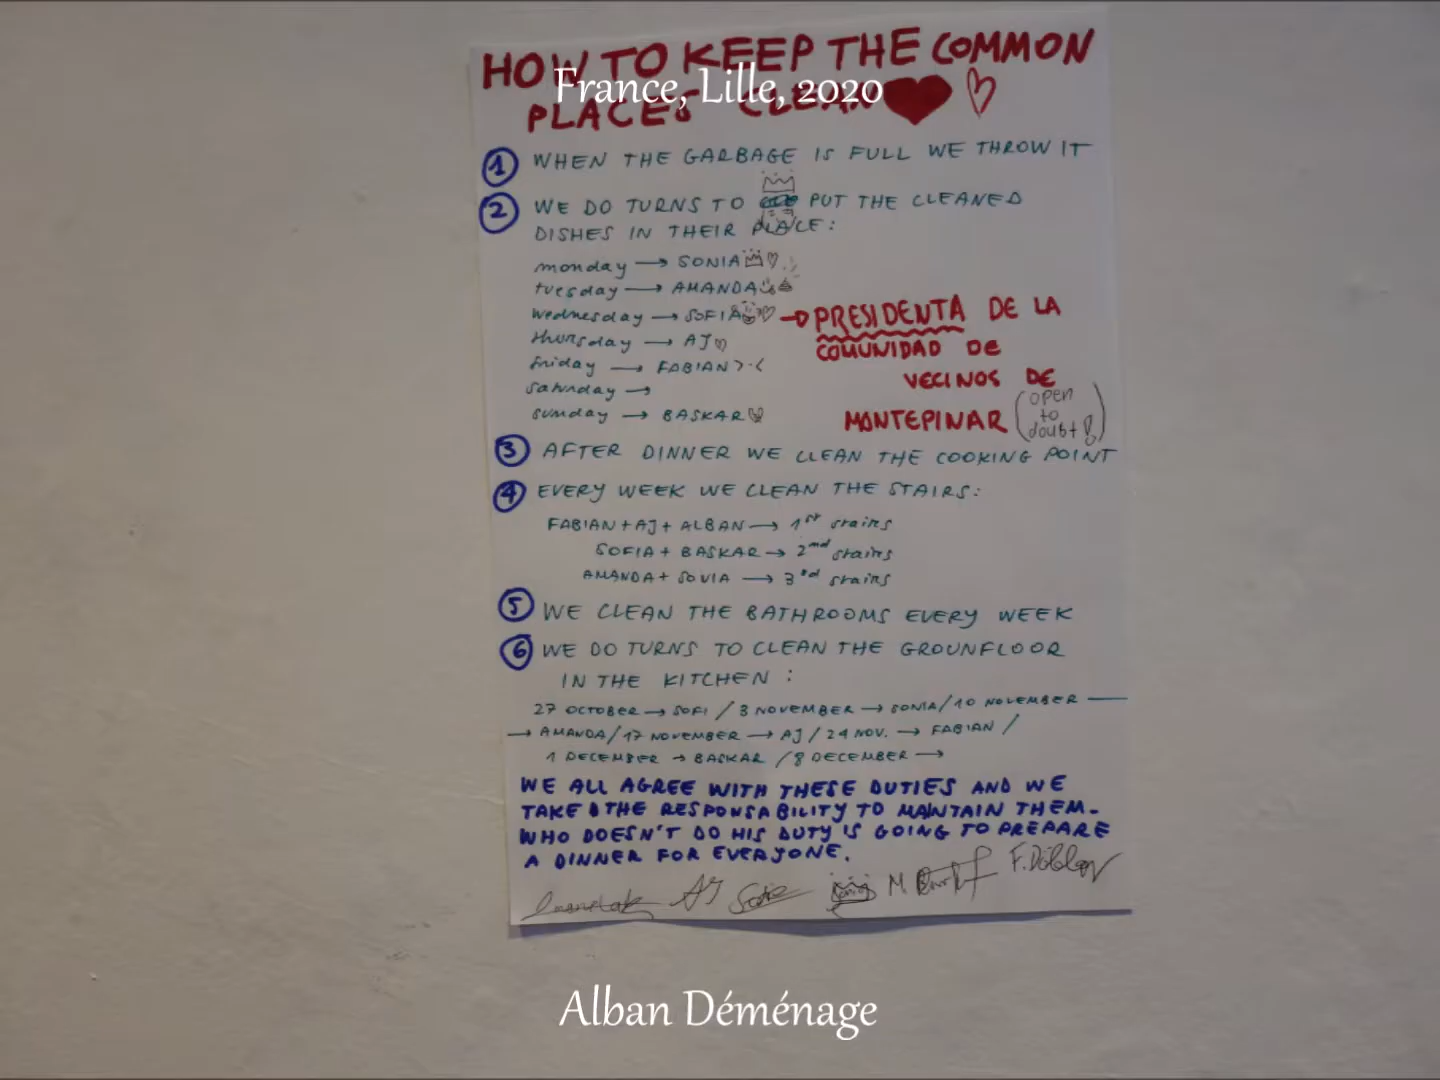 HOW TO KEEP THE COMMON
France, Lille, 2020
PLACES CLEAN
1 WHEN THE GARBAGE IS FULL WE THROW IT
2 WE DO TURNS TO PUT THE CLEANED
DISHES IN THEIR PLACE:
monday → SONIA
tuesday → AMANDA
wednesday → SOFIA → PRESIDENTA DE LA
COMUNIDAD DE
VECINOS DE
MONTEPINAR (open
to
doubt!)
thursday → AJ
friday → FABIAN >.<
saturday →
sunday → BASKAR
3 AFTER DINNER WE CLEAN THE COOKING POINT
4 EVERY WEEK WE CLEAN THE STAIRS:
FABIAN + AJ + ALBAN → 1st stairs
SOFIA + BASKAR → 2nd stairs
AMANDA + SONIA → 3rd stairs
5 WE CLEAN THE BATHROOMS EVERY WEEK
6 WE DO TURNS TO CLEAN THE GROUNFLOOR
IN THE KITCHEN:
27 OCTOBER → SOFI / 3 NOVEMBER → SONIA / 10 NOVEMBER —
→ AMANDA / 17 NOVEMBER → AJ / 24 NOV. → FABIAN /
1 DECEMBER → BASKAR / 8 DECEMBER →
WE ALL AGREE WITH THESE DUTIES AND WE
TAKE THE RESPONSABILITY TO MAINTAIN THEM.
WHO DOESN'T DO HIS DUTY IS GOING TO PREPARE
A DINNER FOR EVERYONE.
AJ
Alban Déménage